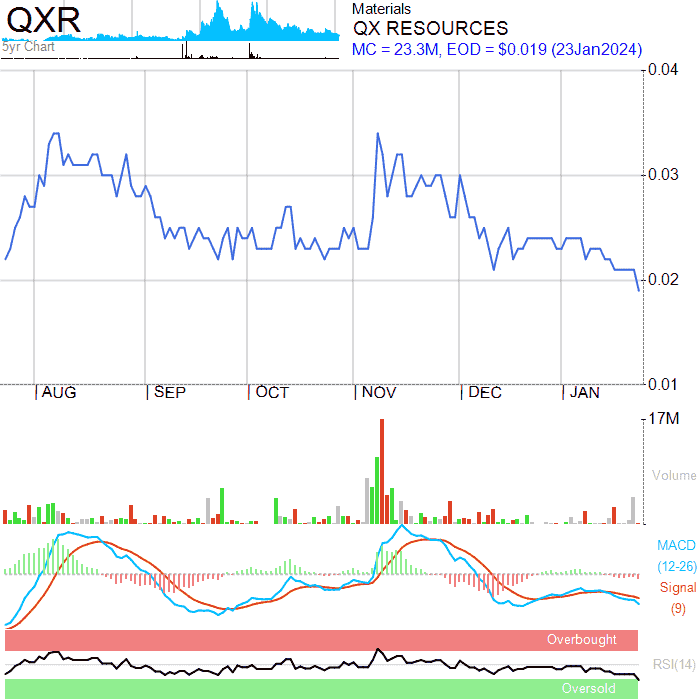 QXR
5yr Chart
Materials
QX RESOURCES
MC = 23.3M, EOD = $0.019 (23Jan2024)
0.04
0.03
0.02
0.01
AUG SEP OCT NOV DEC JAN
17M
Volume
MACD
(12-26)
Signal
(9)
Overbought
RSI(14)
Oversold